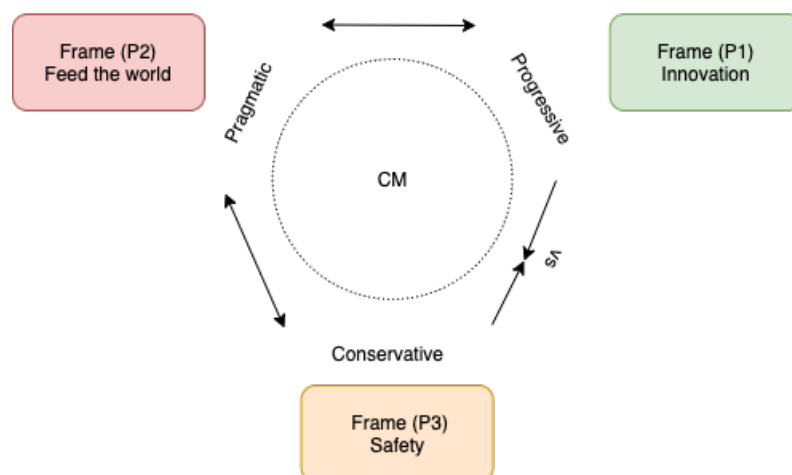 Frame (P2)
Feed the world
Frame (P1)
Innovation
Pragmatic
Progressive
CM
vs
Conservative
Frame (P3)
Safety